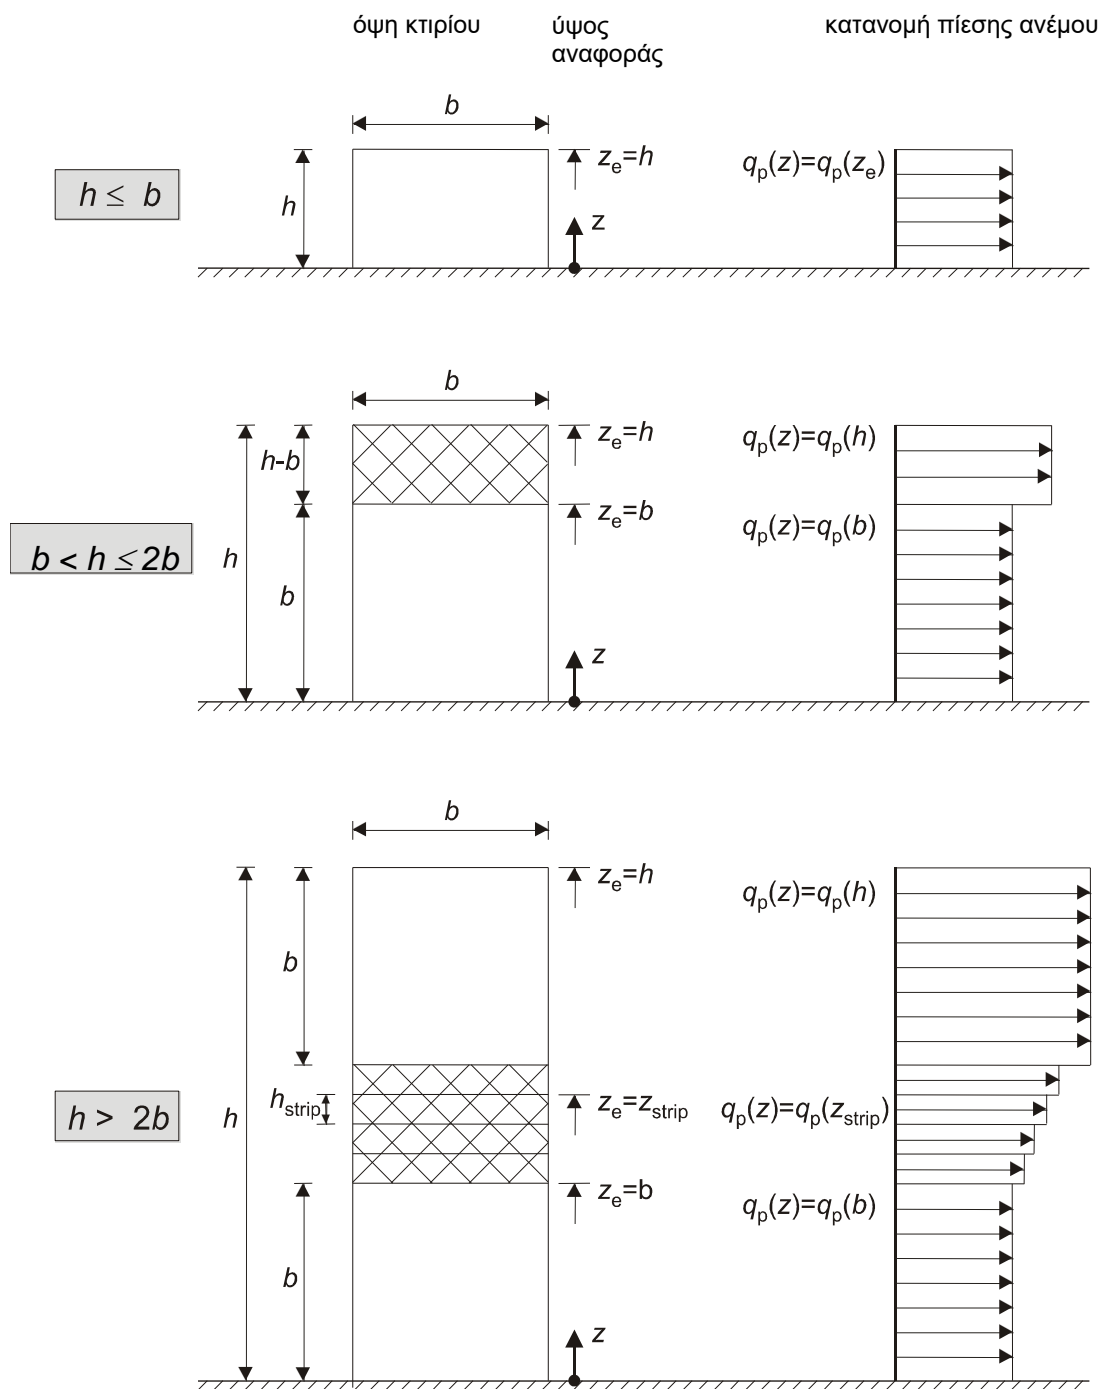 όψη κτιρίου
ύψος
αναφοράς
κατανομή πίεσης ανέμου
b
h ≤ b
h
z_e=h
z
q_p(z)=q_p(z_e)
b
b < h ≤ 2b
h
h-b
b
z_e=h
z_e=b
z
q_p(z)=q_p(h)
q_p(z)=q_p(b)
b
h > 2b
h
b
h_strip
b
z_e=h
z_e=z_strip
z_e=b
z
q_p(z)=q_p(h)
q_p(z)=q_p(z_strip)
q_p(z)=q_p(b)